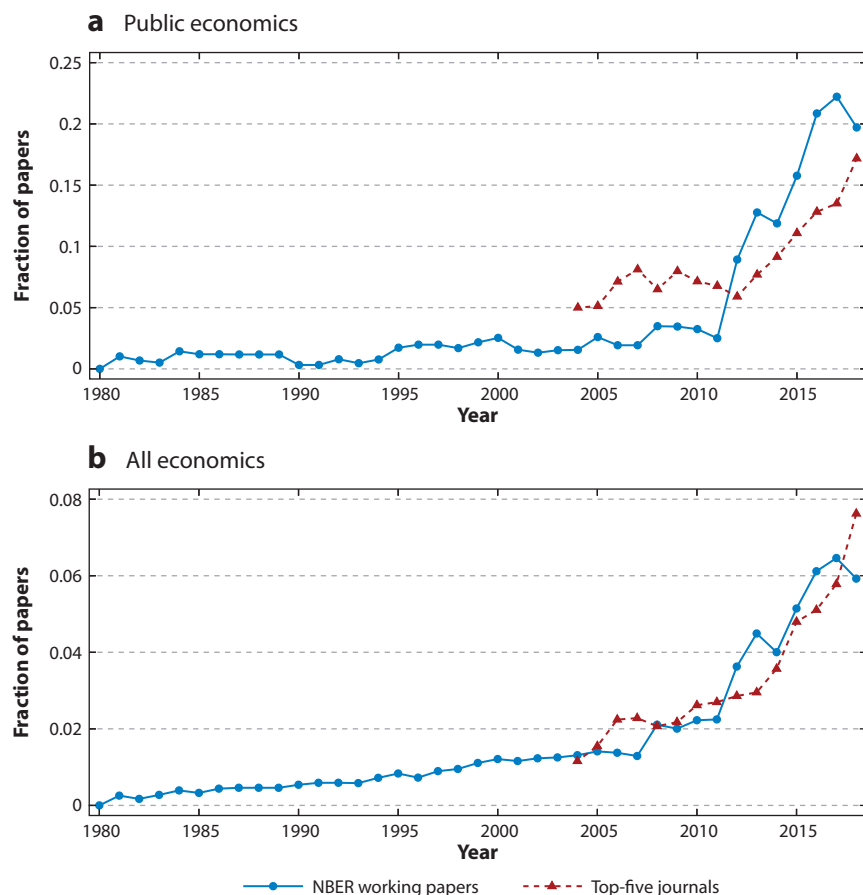 a Public economics
0.25
0.2
0.15
0.1
0.05
0
Fraction of papers
1980 1985 1990 1995 2000 2005 2010 2015
Year
b All economics
0.08
0.06
0.04
0.02
0
Fraction of papers
1980 1985 1990 1995 2000 2005 2010 2015
Year
NBER working papers Top-five journals